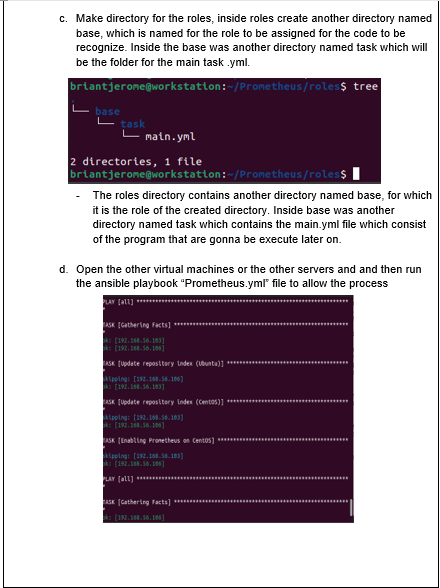 c. Make directory for the roles, inside roles create another directory named
base, which is named for the role to be assigned for the code to be
recognize. Inside the base was another directory named task which will
be the folder for the main task .yml.
briantjerome@workstation:~/Prometheus/roles$ tree
.
└── base
└── task
└── main.yml
2 directories, 1 file
briantjerome@workstation:~/Prometheus/roles$
- The roles directory contains another directory named base, for which
it is the role of the created directory. Inside base was another
directory named task which contains the main.yml file which consist
of the program that are gonna be execute later on.
d. Open the other virtual machines or the other servers and and then run
the ansible playbook “Prometheus.yml” file to allow the process
PLAY [all] ****************************************************
*
TASK [Gathering Facts] ******************************************
*
ok: [192.168.56.103]
ok: [192.168.56.106]
TASK [Update repository index (Ubuntu)] *****************************
*
skipping: [192.168.56.106]
ok: [192.168.56.103]
TASK [Update repository index (CentOS)] *****************************
*
skipping: [192.168.56.103]
ok: [192.168.56.106]
TASK [Enabling Prometheus on CentOS] ********************************
*
skipping: [192.168.56.103]
ok: [192.168.56.106]
PLAY [all] ****************************************************
*
TASK [Gathering Facts] ******************************************
*
ok: [192.168.56.106]